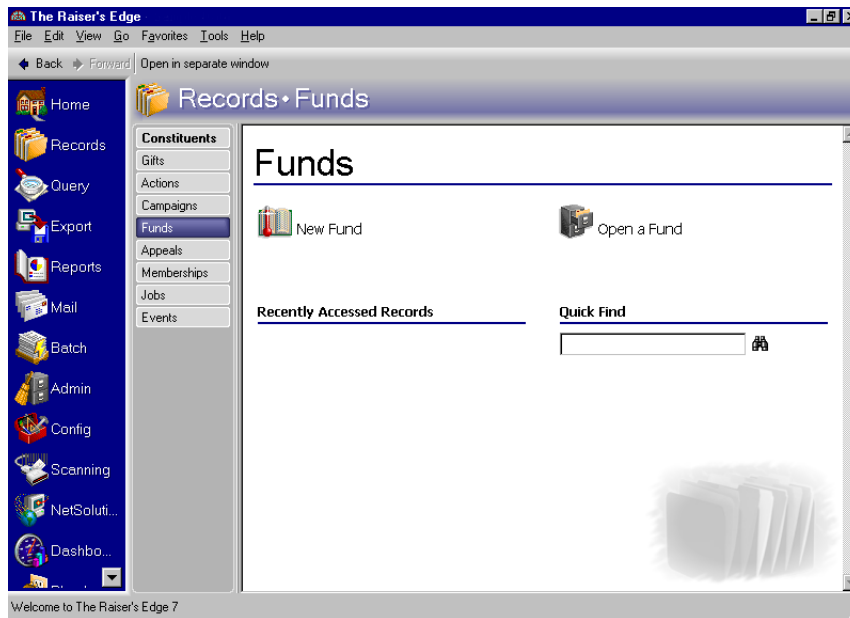 The Raiser's Edge
File Edit View Go Favorites Tools Help
Back Forward Open in separate window
Records • Funds
Home
Records
Query
Export
Reports
Mail
Batch
Admin
Config
Scanning
NetSoluti...
Dashbo...
Constituents
Gifts
Actions
Campaigns
Funds
Appeals
Memberships
Jobs
Events
Funds
New Fund Open a Fund
Recently Accessed Records Quick Find
Welcome to The Raiser's Edge 7